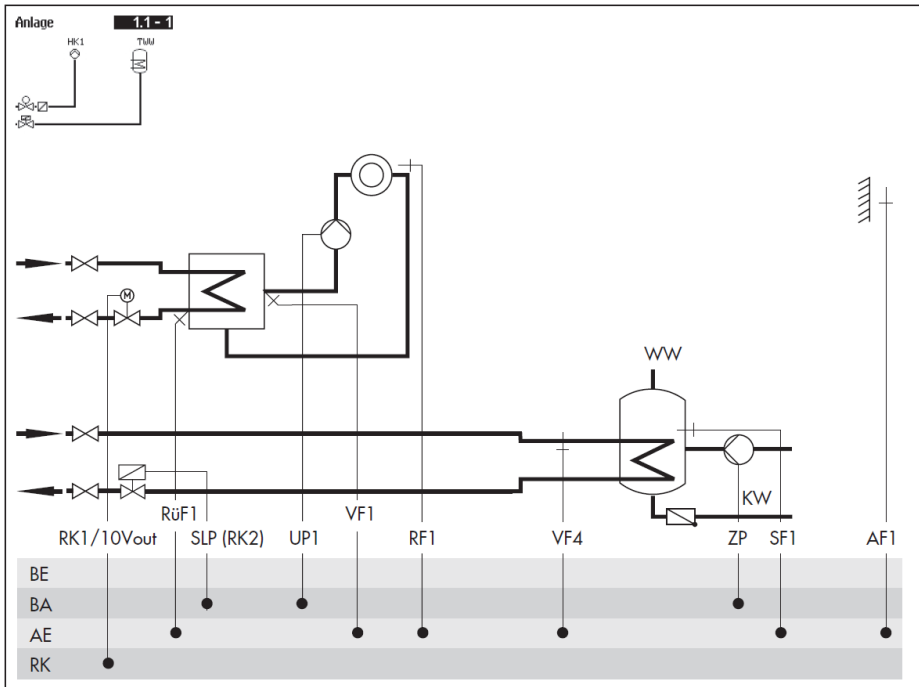 Anlage 1.1 - 1
HK1 TWW
M
WW
KW
RüF1 VF1
RK1/10Vout SLP (RK2) UP1 RF1 VF4 ZP SF1 AF1
BE
BA
AE
RK